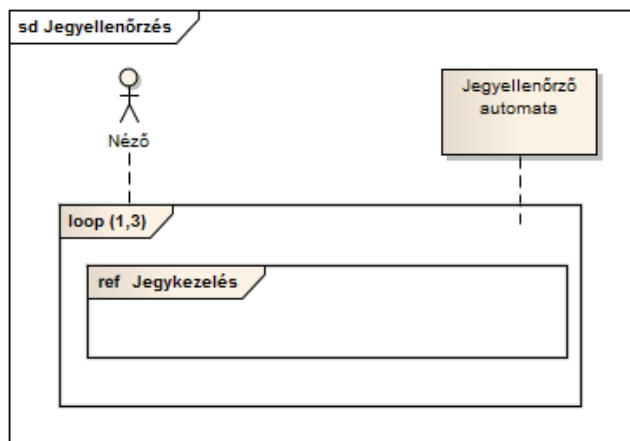 sd Jegyellenőrzés
Néző
Jegyellenőrző
automata
loop (1,3)
ref Jegykezelés